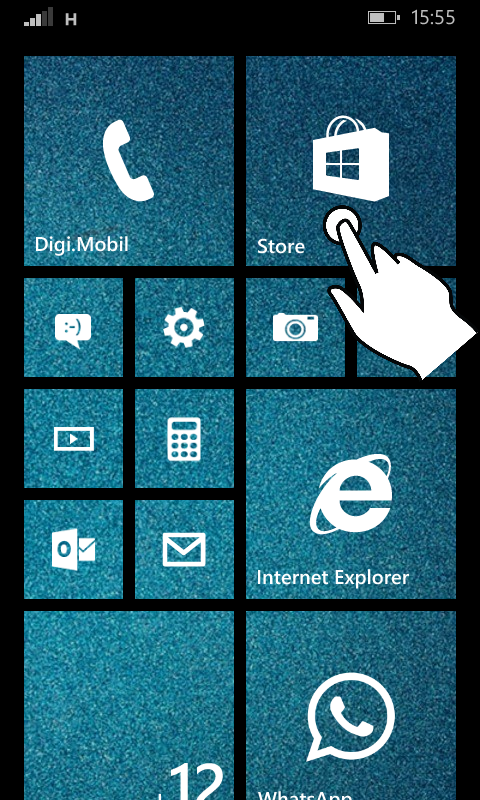 H 15:55
Digi.Mobil
Store
:-)
Internet Explorer
12
WhatsApp